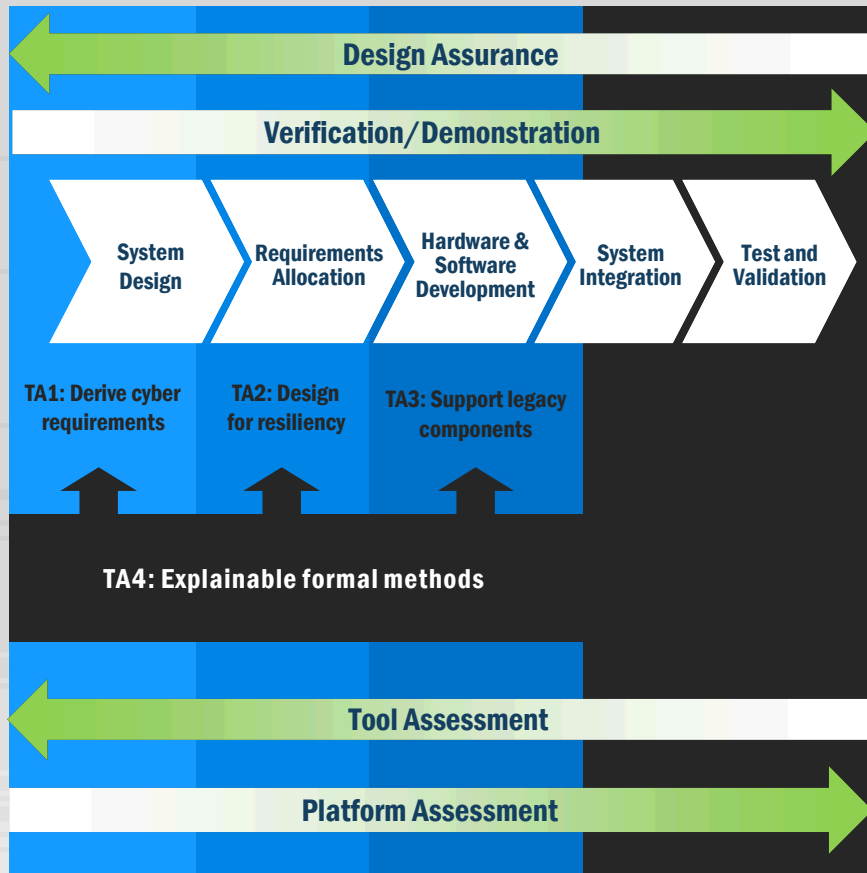 Design Assurance
Verification/Demonstration
System
Design
Requirements
Allocation
Hardware &
Software
Development
System
Integration
Test and
Validation
TA1: Derive cyber
requirements
TA2: Design
for resiliency
TA3: Support legacy
components
TA4: Explainable formal methods
Tool Assessment
Platform Assessment